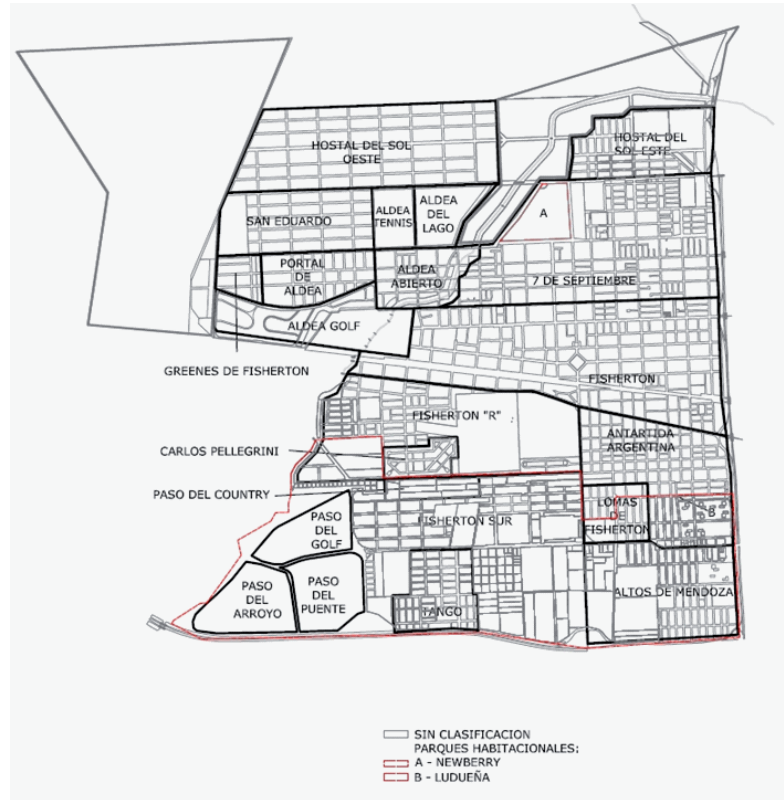 HOSTAL DEL SOL
OESTE
HOSTAL DEL
SOL ESTE
SAN EDUARDO
ALDEA
TENNIS
ALDEA
DEL
LAGO
A
PORTAL
DE
ALDEA
ALDEA
ABIERTO
7 DE SEPTIEMBRE
ALDEA GOLF
GREENES DE FISHERTON
FISHERTON
FISHERTON "R"
ANTARTIDA
ARGENTINA
CARLOS PELLEGRINI
PASO DEL COUNTRY
LOMAS
DE
FISHERTON
B
PASO
DEL
GOLF
FISHERTON SUR
PASO
DEL
ARROYO
PASO
DEL
PUENTE
TANGO
ALTOS DE MENDOZA
SIN CLASIFICACION
PARQUES HABITACIONALES:
A - NEWBERRY
B - LUDUEÑA